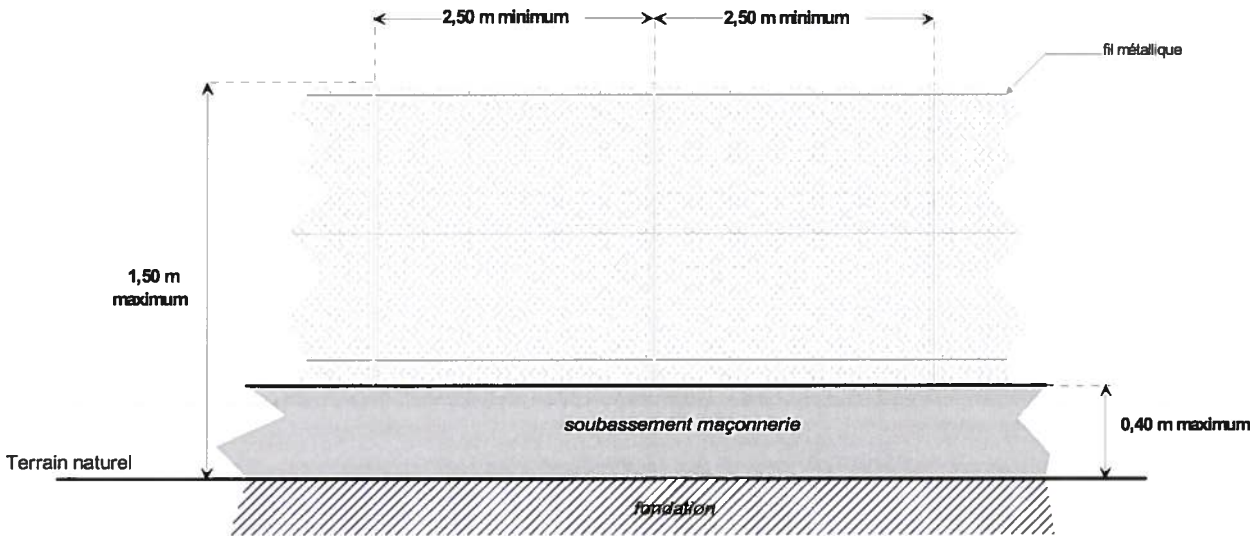 2,50 m minimum
2,50 m minimum
fil métallique
1,50 m
maximum
soubassement maçonnerie
0,40 m maximum
Terrain naturel
fondation